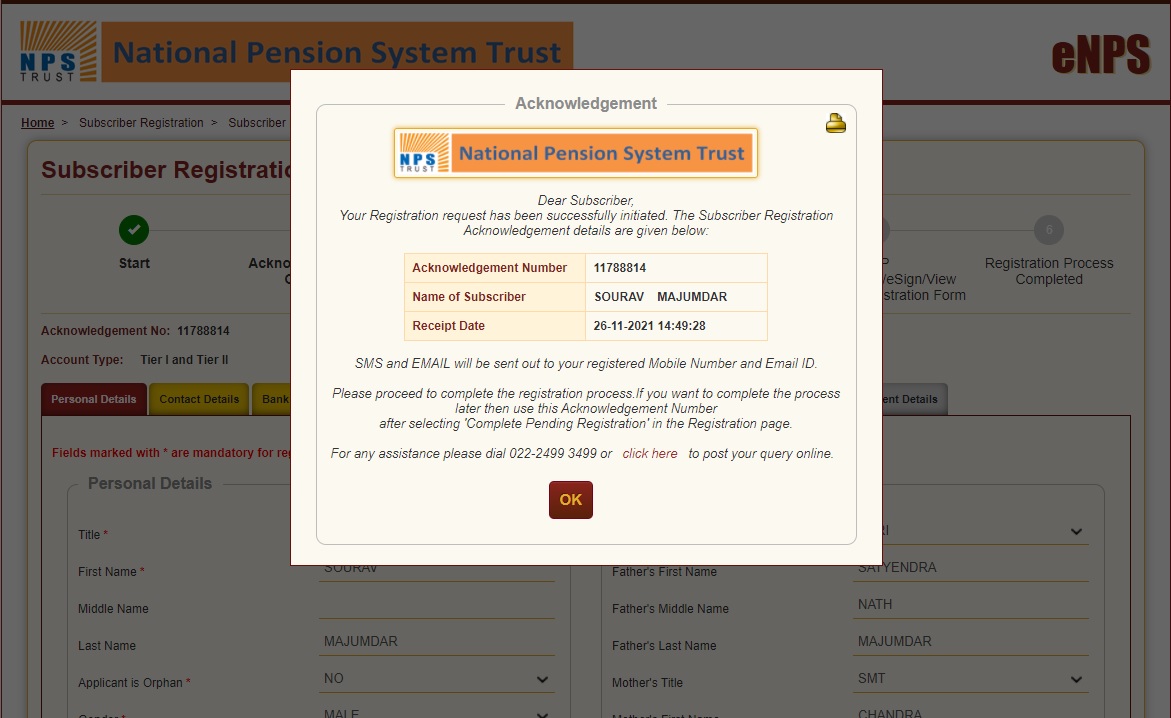 NPS
TRUST
National Pension System Trust
eNPS
Home > Subscriber Registration > Subscriber
Acknowledgement
NPS
TRUST
National Pension System Trust
Dear Subscriber,
Your Registration request has been successfully initiated. The Subscriber Registration
Acknowledgement details are given below:
Acknowledgement Number 11788814
Name of Subscriber SOURAV MAJUMDAR
Receipt Date 26-11-2021 14:49:28
SMS and EMAIL will be sent out to your registered Mobile Number and Email ID.
Please proceed to complete the registration process.If you want to complete the process
later then use this Acknowledgement Number
after selecting 'Complete Pending Registration' in the Registration page.
For any assistance please dial 022-2499 3499 or click here to post your query online.
OK
Subscriber
Start
6
/eSign/View
Form
Registration Process
Completed
Acknowledgement No: 11788814
Account Type: Tier I and Tier II
Personal Details Contact Details Bank Details
Fields marked with * are mandatory for
Personal Details
Title *
First Name * SOURAV Father's First Name SATYENDRA
Middle Name Father's Middle Name NATH
Last Name MAJUMDAR Father's Last Name MAJUMDAR
Applicant is Orphan * NO Mother's Title SMT
Gender * MALE Mother's First Name CHANDRA